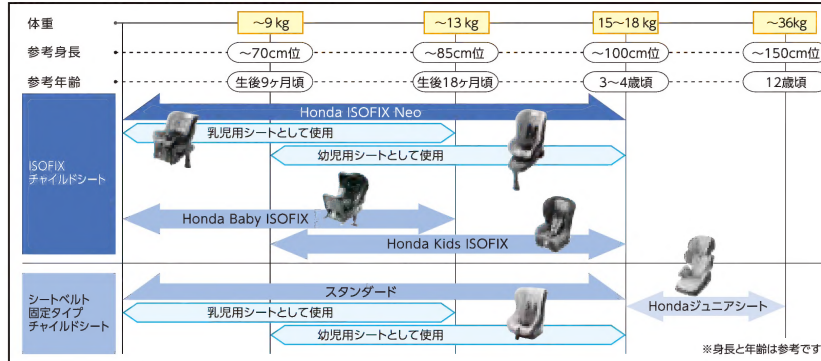 体重 ～9 kg ～13 kg 15～18 kg ～36kg
参考身長 ～70cm位 ～85cm位 ～100cm位 ～150cm位
参考年齢 生後9ヶ月頃 生後18ヶ月頃 3～4歳頃 12歳頃
ISOFIX
チャイルドシート
Honda ISOFIX Neo
乳児用シートとして使用
幼児用シートとして使用
Honda Baby ISOFIX
Honda Kids ISOFIX
シートベルト
固定タイプ
チャイルドシート
スタンダード
乳児用シートとして使用
幼児用シートとして使用
Hondaジュニアシート
※身長と年齢は参考です